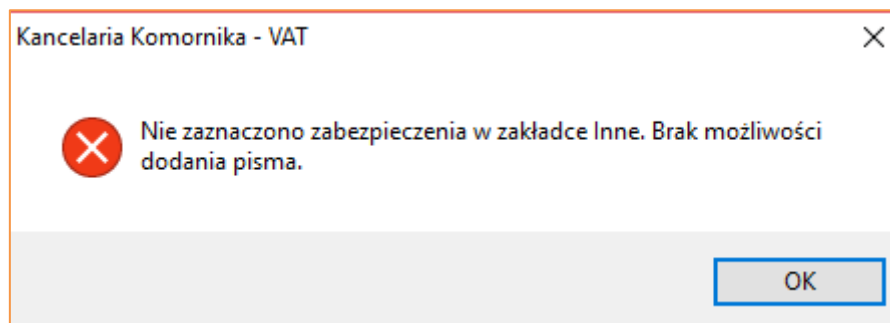 Kancelaria Komornika - VAT
Nie zaznaczono zabezpieczenia w zakładce Inne. Brak możliwości
dodania pisma.
OK